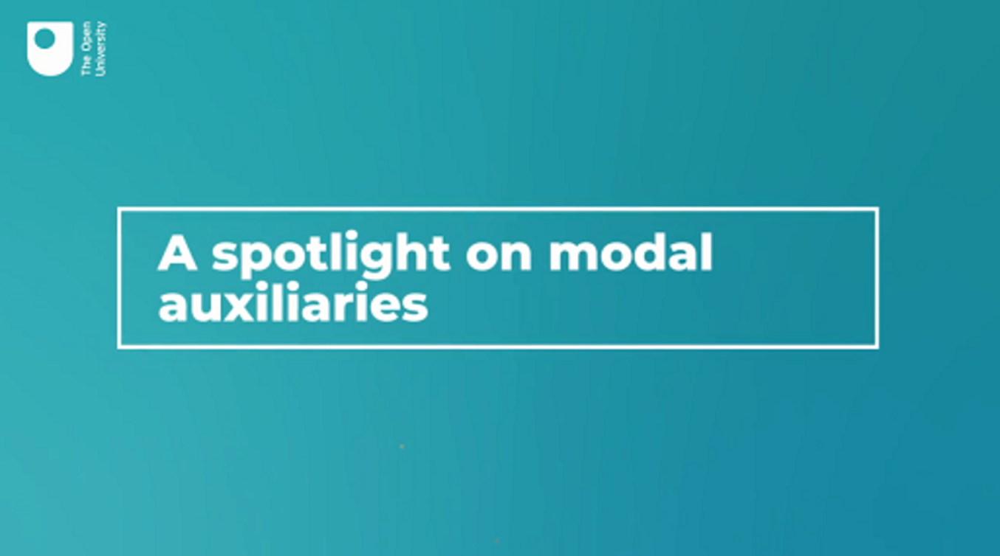 The Open
University
A spotlight on modal
auxiliaries